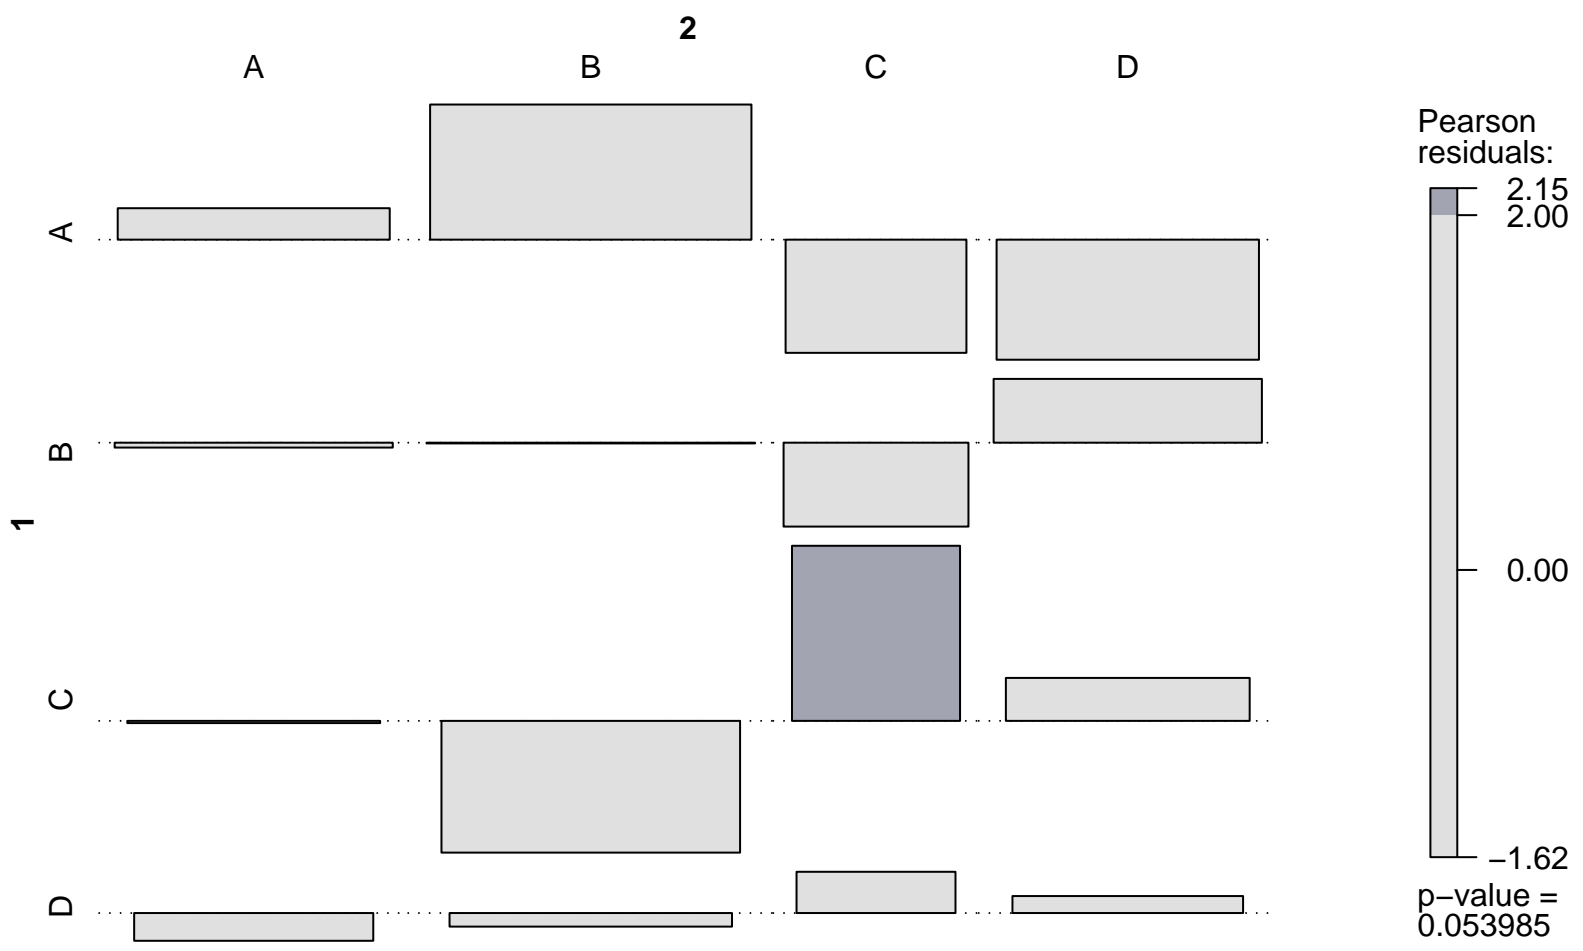 2
A B C D
Pearson
residuals:
2.15
2.00
0.00
−1.62
p−value =
0.053985
1
A
B
C
D